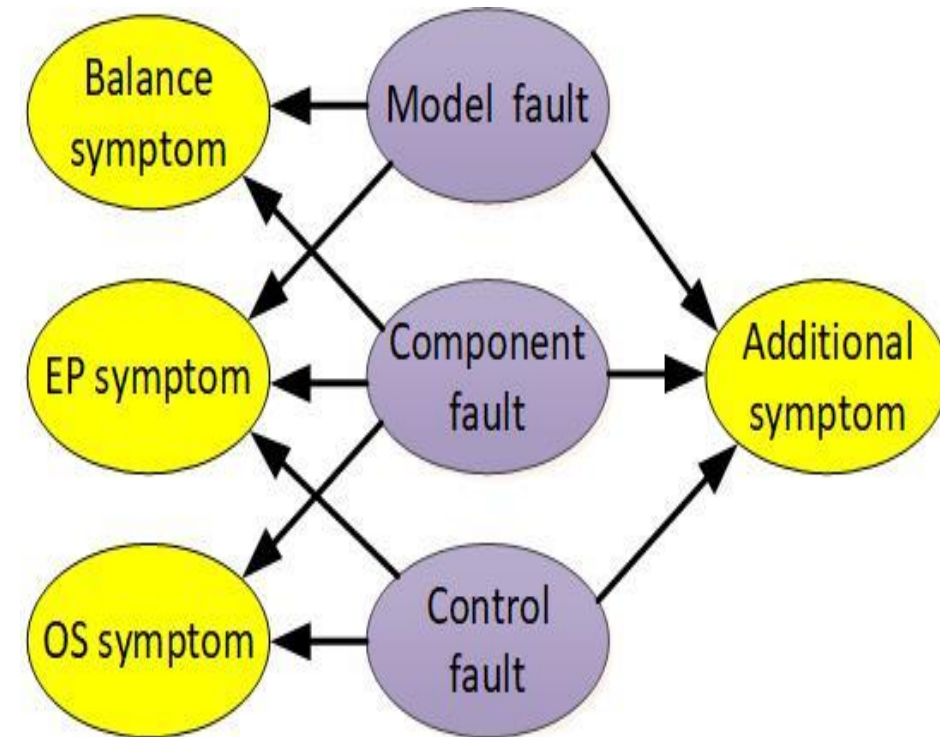 Balance
symptom
Model fault
EP symptom
Component
fault
Additional
symptom
OS symptom
Control
fault